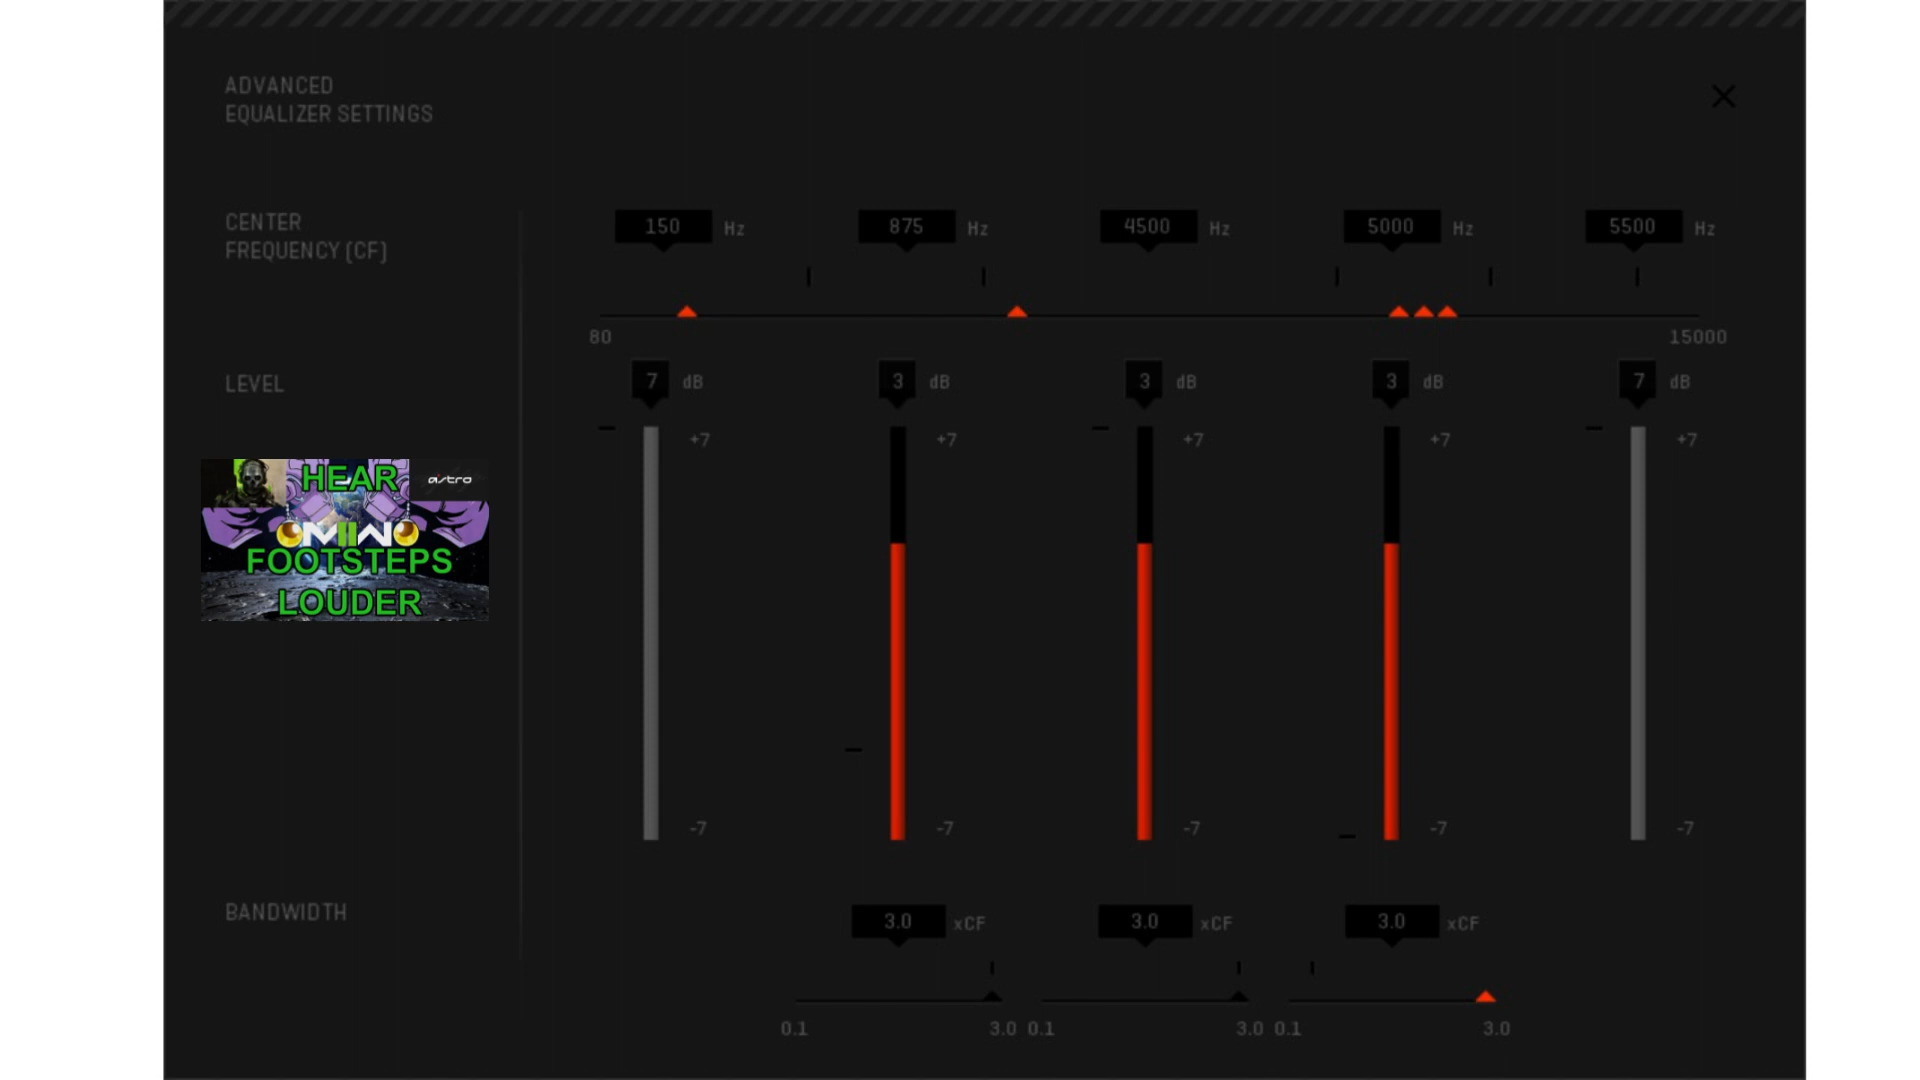 ADVANCED
EQUALIZER SETTINGS
CENTER
FREQUENCY (CF)
150 Hz 875 Hz 4500 Hz 5000 Hz 5500 Hz
80 15000
LEVEL
7 dB 3 dB 3 dB 3 dB 7 dB
+7 +7 +7 +7 +7
HEAR
astro
MIIW
FOOTSTEPS
LOUDER
-7 -7 -7 -7 -7
BANDWIDTH
3.0 xCF 3.0 xCF 3.0 xCF
0.1 3.0 0.1 3.0 0.1 3.0